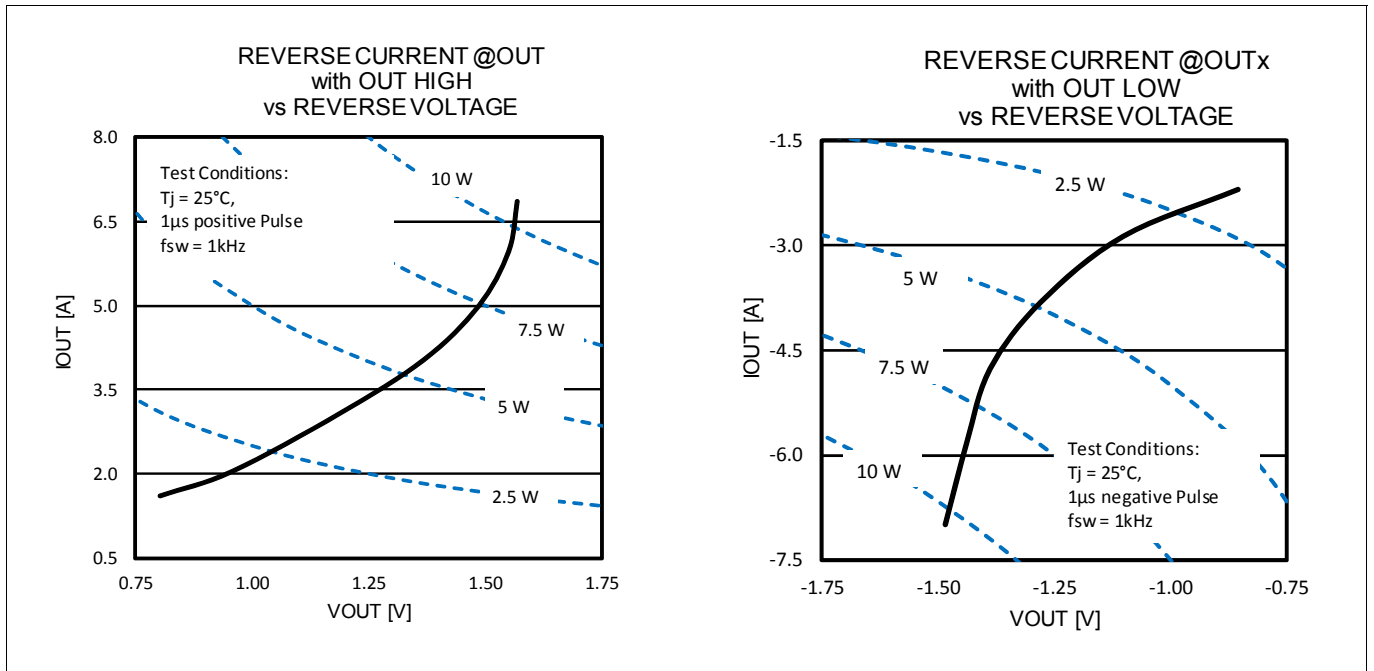 REVERSE CURRENT @OUT
with OUT HIGH
vs REVERSE VOLTAGE
8.0
6.5
5.0
3.5
2.0
0.5
IOUT [A]
Test Conditions:
Tj = 25°C,
1µs positive Pulse
fsw = 1kHz
10 W
7.5 W
5 W
2.5 W
0.75
1.00
1.25
1.50
1.75
VOUT [V]
REVERSE CURRENT @OUTx
with OUT LOW
vs REVERSE VOLTAGE
-1.5
-3.0
-4.5
-6.0
-7.5
IOUT [A]
2.5 W
5 W
7.5 W
10 W
Test Conditions:
Tj = 25°C,
1µs negative Pulse
fsw = 1kHz
-1.75
-1.50
-1.25
-1.00
-0.75
VOUT [V]